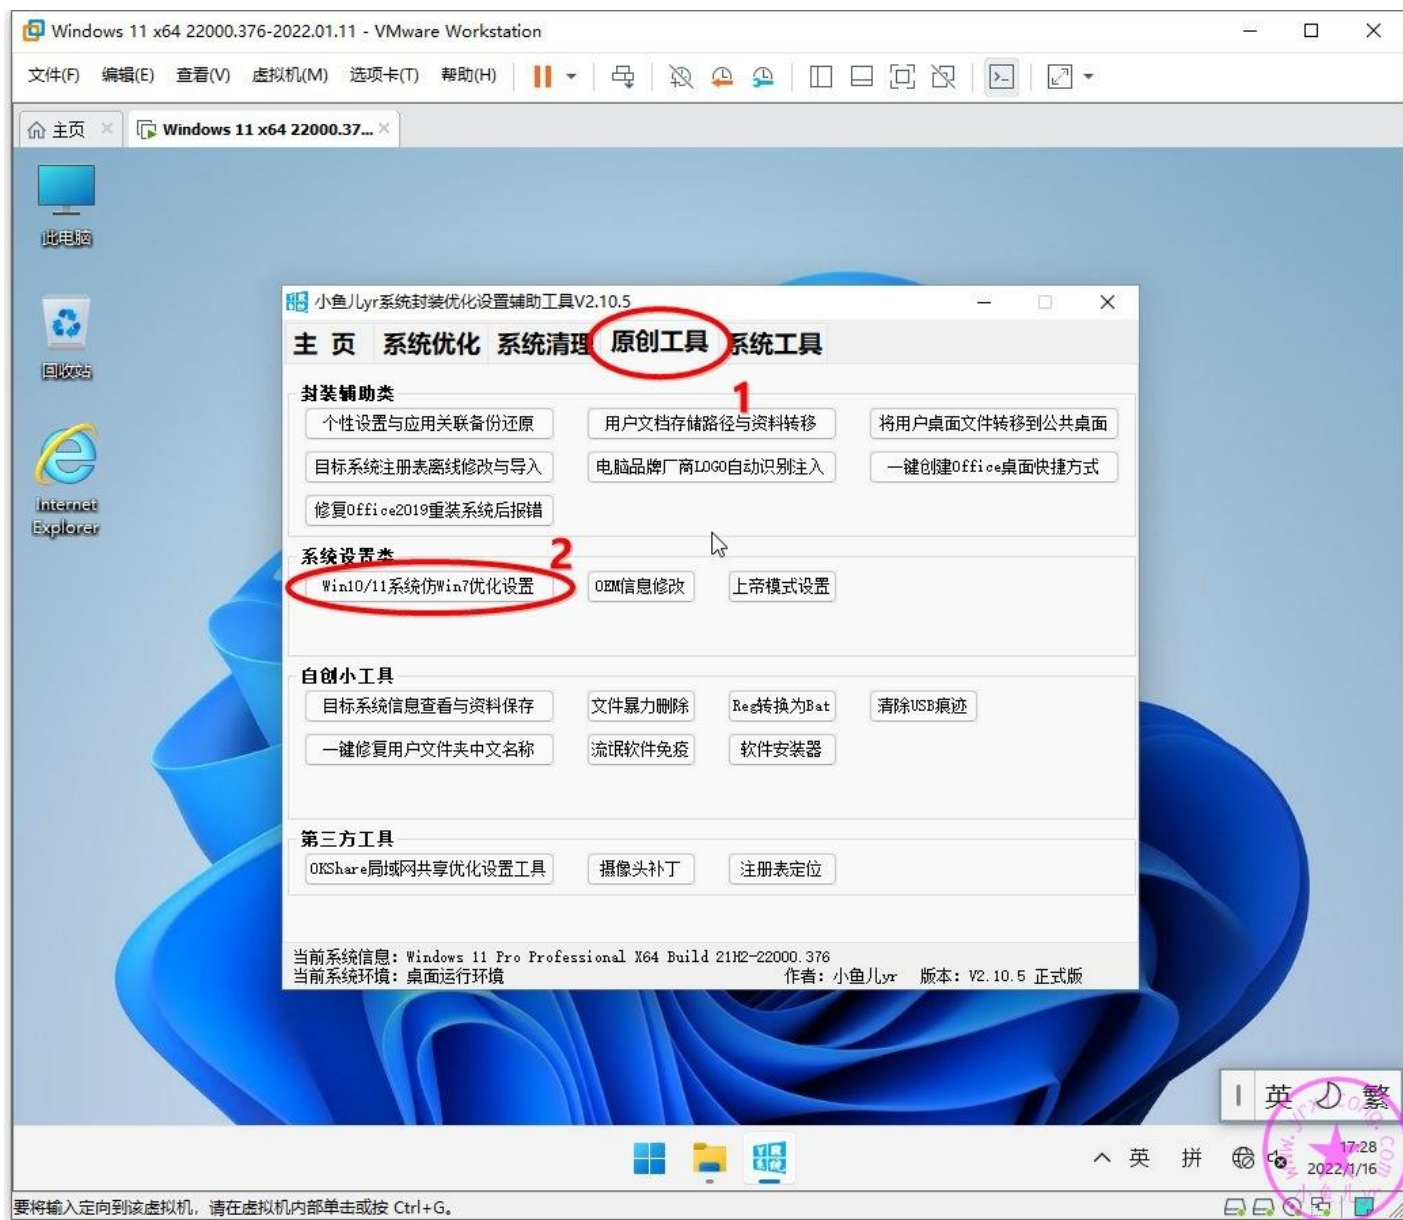 Windows 11 x64 22000.376-2022.01.11 - VMware Workstation
文件(F) 编辑(E) 查看(V) 虚拟机(M) 选项卡(T) 帮助(H)
主页 Windows 11 x64 22000.37...
此电脑
回收站
Internet
Explorer
小鱼儿yr系统封装优化设置辅助工具V2.10.5
主 页 系统优化 系统清理 原创工具 系统工具
1
封装辅助类
个性设置与应用关联备份还原 用户文档存储路径与资料转移 将用户桌面文件转移到公共桌面
目标系统注册表离线修改与导入 电脑品牌厂商LOGO自动识别注入 一键创建Office桌面快捷方式
修复Office2019重装系统后报错
2
系统设置类
Win10/11系统仿Win7优化设置 OEM信息修改 上帝模式设置
自创小工具
目标系统信息查看与资料保存 文件暴力删除 Reg转换为Bat 清除USB痕迹
一键修复用户文件夹中文名称 流氓软件免疫 软件安装器
第三方工具
OKShare局域网共享优化设置工具 摄像头补丁 注册表定位
当前系统信息: Windows 11 Pro Professional X64 Build 21H2-22000.376
当前系统环境: 桌面运行环境 作者: 小鱼儿yr 版本: V2.10.5 正式版
英 繁
英 拼 17:28
2022/1/16
小鱼儿yr
要将输入定向到该虚拟机，请在虚拟机内部单击或按 Ctrl+G。